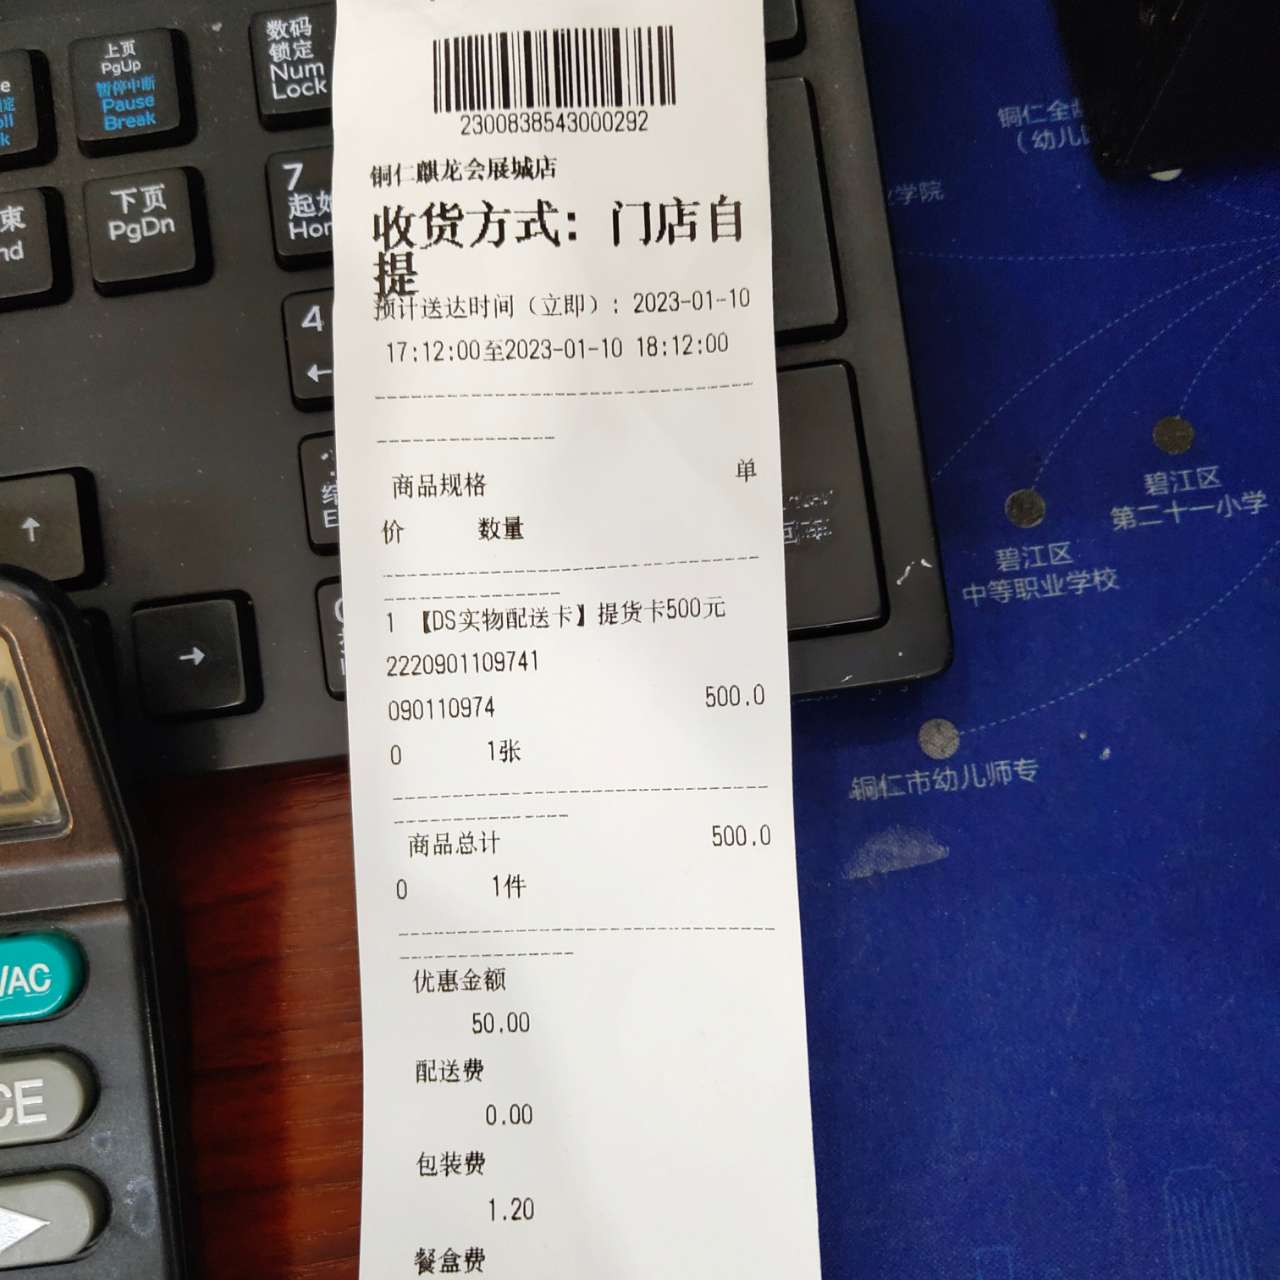 2300838543000292
铜仁麒龙会展城店
收货方式：门店自
提
预计送达时间（立即）：2023-01-10
17:12:00至2023-01-10 18:12:00
商品规格 单
价 数量
1 【DS实物配送卡】提货卡500元
2220901109741
090110974 500.0
0 1张
商品总计 500.0
0 1件
优惠金额
50.00
配送费
0.00
包装费
1.20
餐盒费
上页
PgUp
暂停中断
Pause
Break
数码
锁定
Num
Lock
下页
PgDn
7
起始
4
←
↑
→
CE
碧江区
第二十一小学
碧江区
中等职业学校
铜仁市幼儿师专